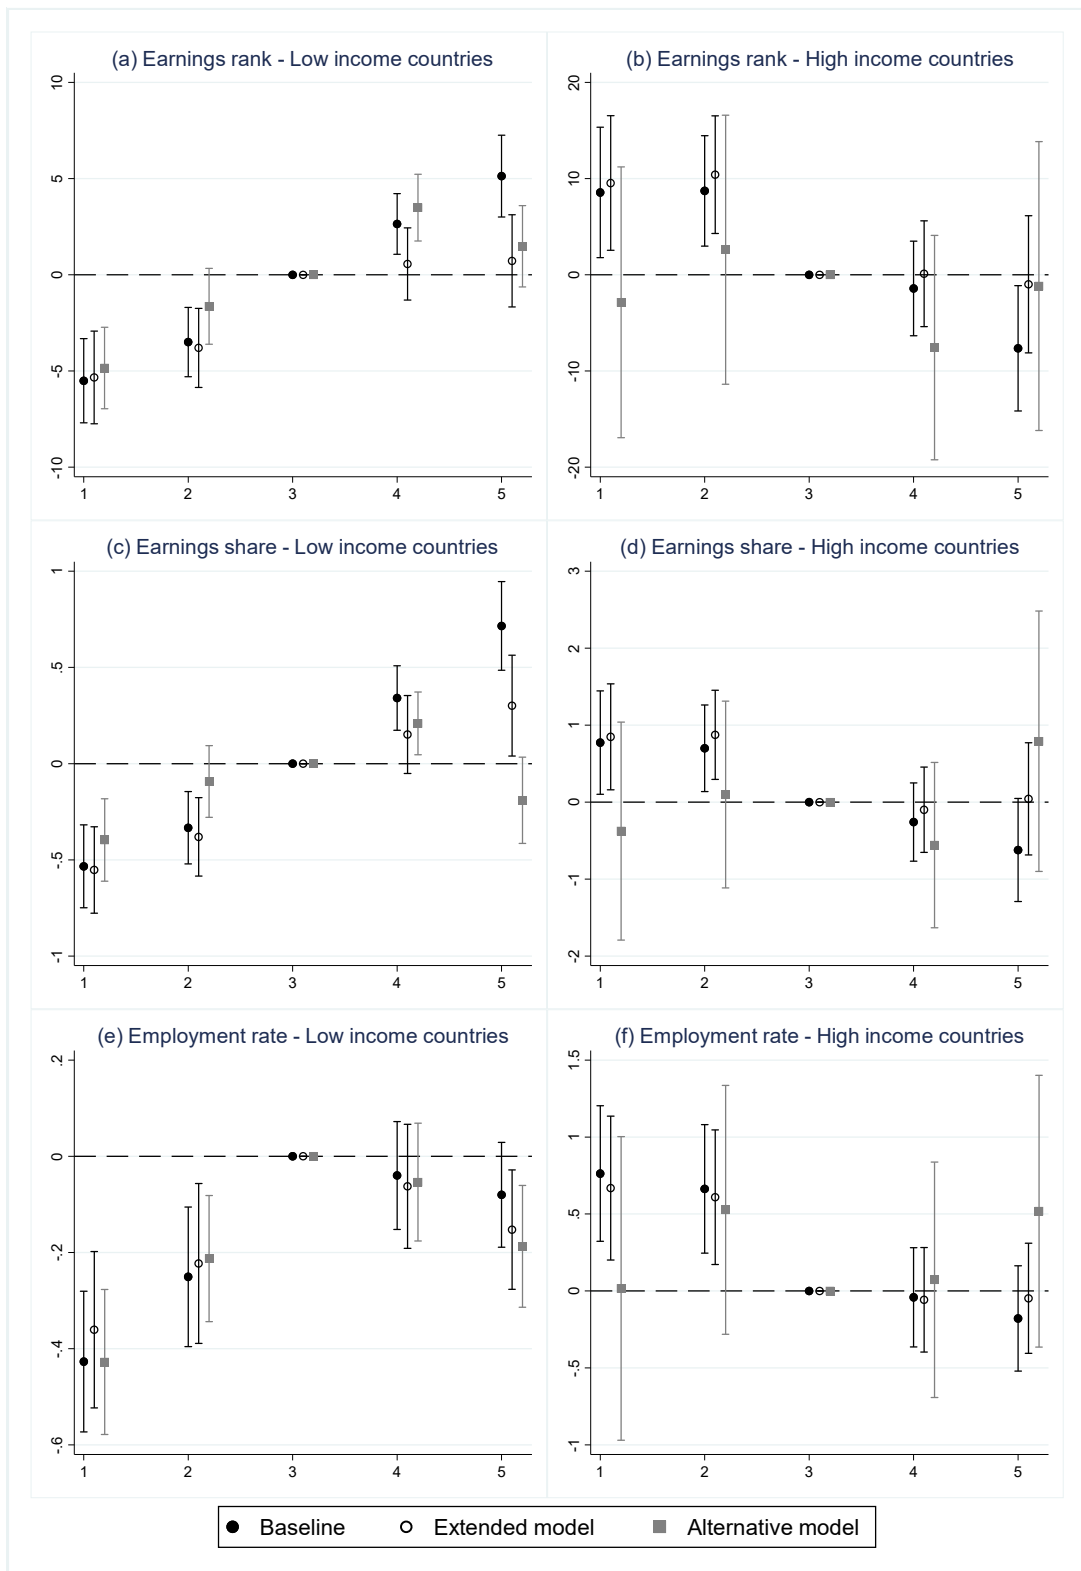 (a) Earnings rank - Low income countries
10
5
0
-5
-10
1 2 3 4 5
(b) Earnings rank - High income countries
20
10
0
-10
-20
1 2 3 4 5
(c) Earnings share - Low income countries
1
.5
0
-.5
-1
1 2 3 4 5
(d) Earnings share - High income countries
3
2
1
0
-1
-2
1 2 3 4 5
(e) Employment rate - Low income countries
.2
0
-.2
-.4
-.6
1 2 3 4 5
(f) Employment rate - High income countries
1.5
1
.5
0
-.5
-1
1 2 3 4 5
Baseline Extended model Alternative model